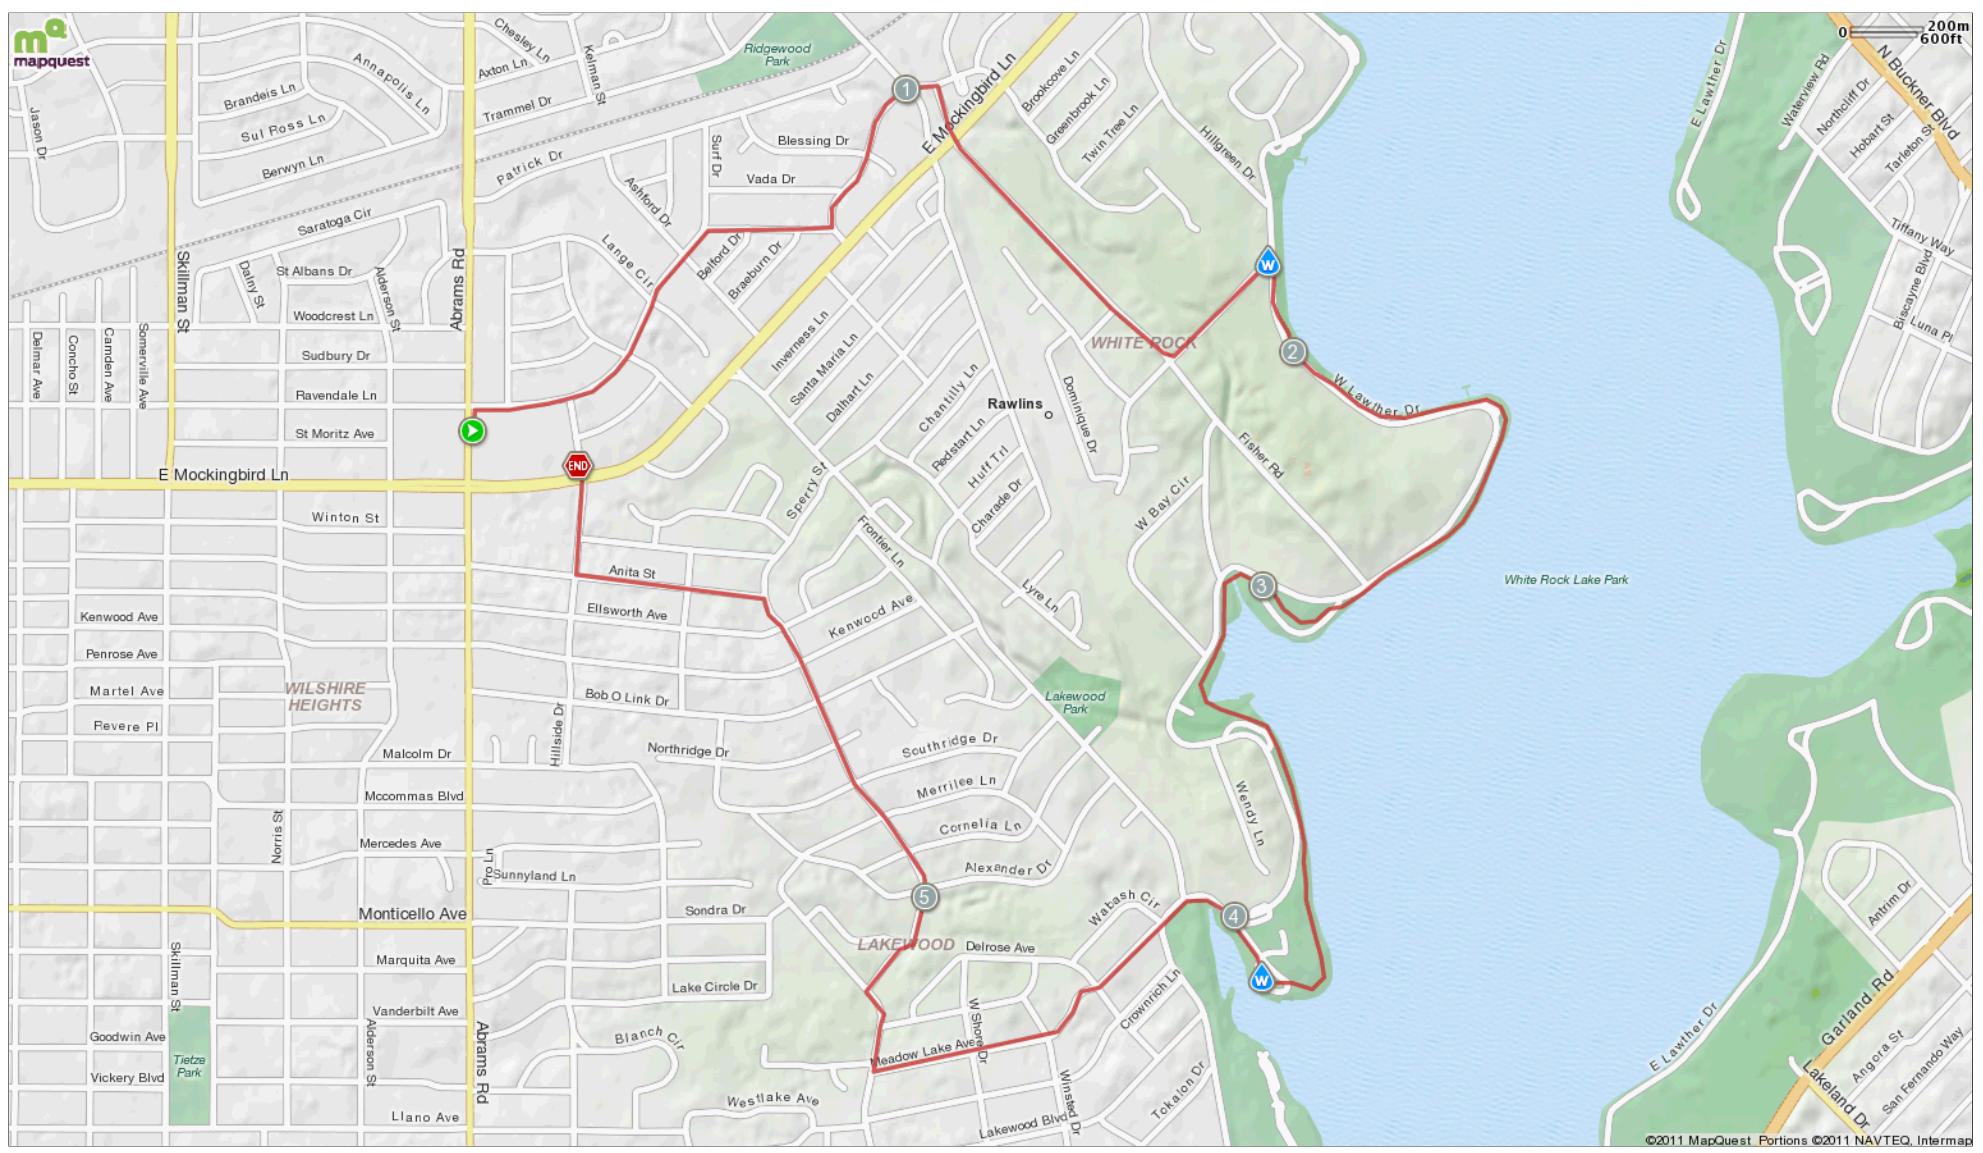 mapquest
Ridgewood
Park
Chesley Ln
Axton Ln
Kelman St
Trammel Dr
Annapolis Ln
Brandeis Ln
Sul Ross Ln
Berwyn Ln
Jason Dr
Patrick Dr
Surf Dr
Blessing Dr
Vada Dr
Ashford Dr
Saratoga Cir
Skillman St
Abrams Rd
Dalny St
St Albans Dr
Alderson St
Lange Cir
Belford Dr
Braeburn Dr
1
E Mockingbird Ln
Brookcove Ln
Greenbrook Ln
Twin Tree Ln
Hillgreen Dr
E Lawther Dr
Waterview Rd
Northcliff Dr
Hobart St
Tarleton St
N Buckner Blvd
0
200m
600ft
Tiffany Way
Biscayne Blvd
Luna Pl
Woodcrest Ln
Sudbury Dr
Ravendale Ln
St Moritz Ave
Delmar Ave
Concho St
Camden Ave
Somerville Ave
Inverness Ln
Santa Maria Ln
Dalhart Ln
Chantilly Ln
Redstart Ln
Huff Trl
Charade Dr
Rawlins
Dominique Dr
WHITE ROCK
W
2
W Lawther Dr
Fisher Rd
W Bay Cir
END
E Mockingbird Ln
Winton St
Sperry St
Frontier Ln
Anita St
Ellsworth Ave
Kenwood Ave
Lyre Ln
3
White Rock Lake Park
Kenwood Ave
Penrose Ave
Martel Ave
Revere Pl
WILSHIRE
HEIGHTS
Bob O Link Dr
Hillside Dr
Northridge Dr
Lakewood
Park
Malcolm Dr
Mccommas Blvd
Mercedes Ave
Norris St
Pro Ln
Sunnyland Ln
Southridge Dr
Merrilee Ln
Cornelia Ln
Alexander Dr
Wendy Ln
Monticello Ave
Sondra Dr
5
LAKEWOOD
Delrose Ave
Wabash Cir
4
W
Marquita Ave
Lake Circle Dr
Vanderbilt Ave
Skillman St
Goodwin Ave
Vickery Blvd
Tietze
Park
Alderson St
Abrams Rd
Blanch Cir
Llano Ave
Westlake Ave
Meadow Lake Ave
W Shore Dr
Crownrich Ln
Winsted Dr
Tokalon Dr
Lakewood Blvd
E Lawther Dr
Antrim Dr
Garland Rd
Angora St
San Fernando Way
Lakeland Dr
©2011 MapQuest Portions ©2011 NAVTEQ, Intermap